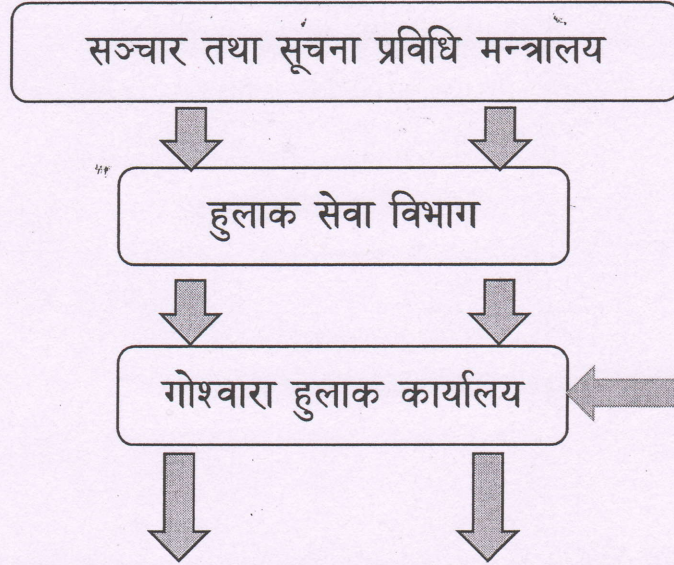 सञ्चार तथा सूचना प्रविधि मन्त्रालय
हुलाक सेवा विभाग
गोश्वारा हुलाक कार्यालय